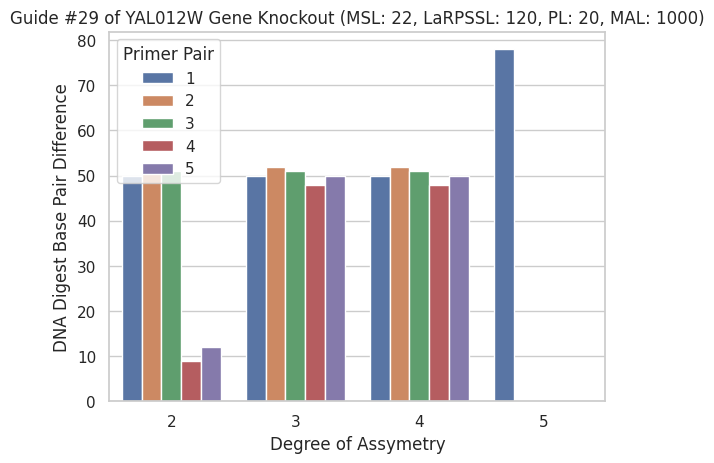 Guide #29 of YAL012W Gene Knockout (MSL: 22, LaRPSSL: 120, PL: 20, MAL: 1000)
80
70
60
50
40
30
20
10
0
DNA Digest Base Pair Difference
Primer Pair
1
2
3
4
5
2 3 4 5
Degree of Assymetry